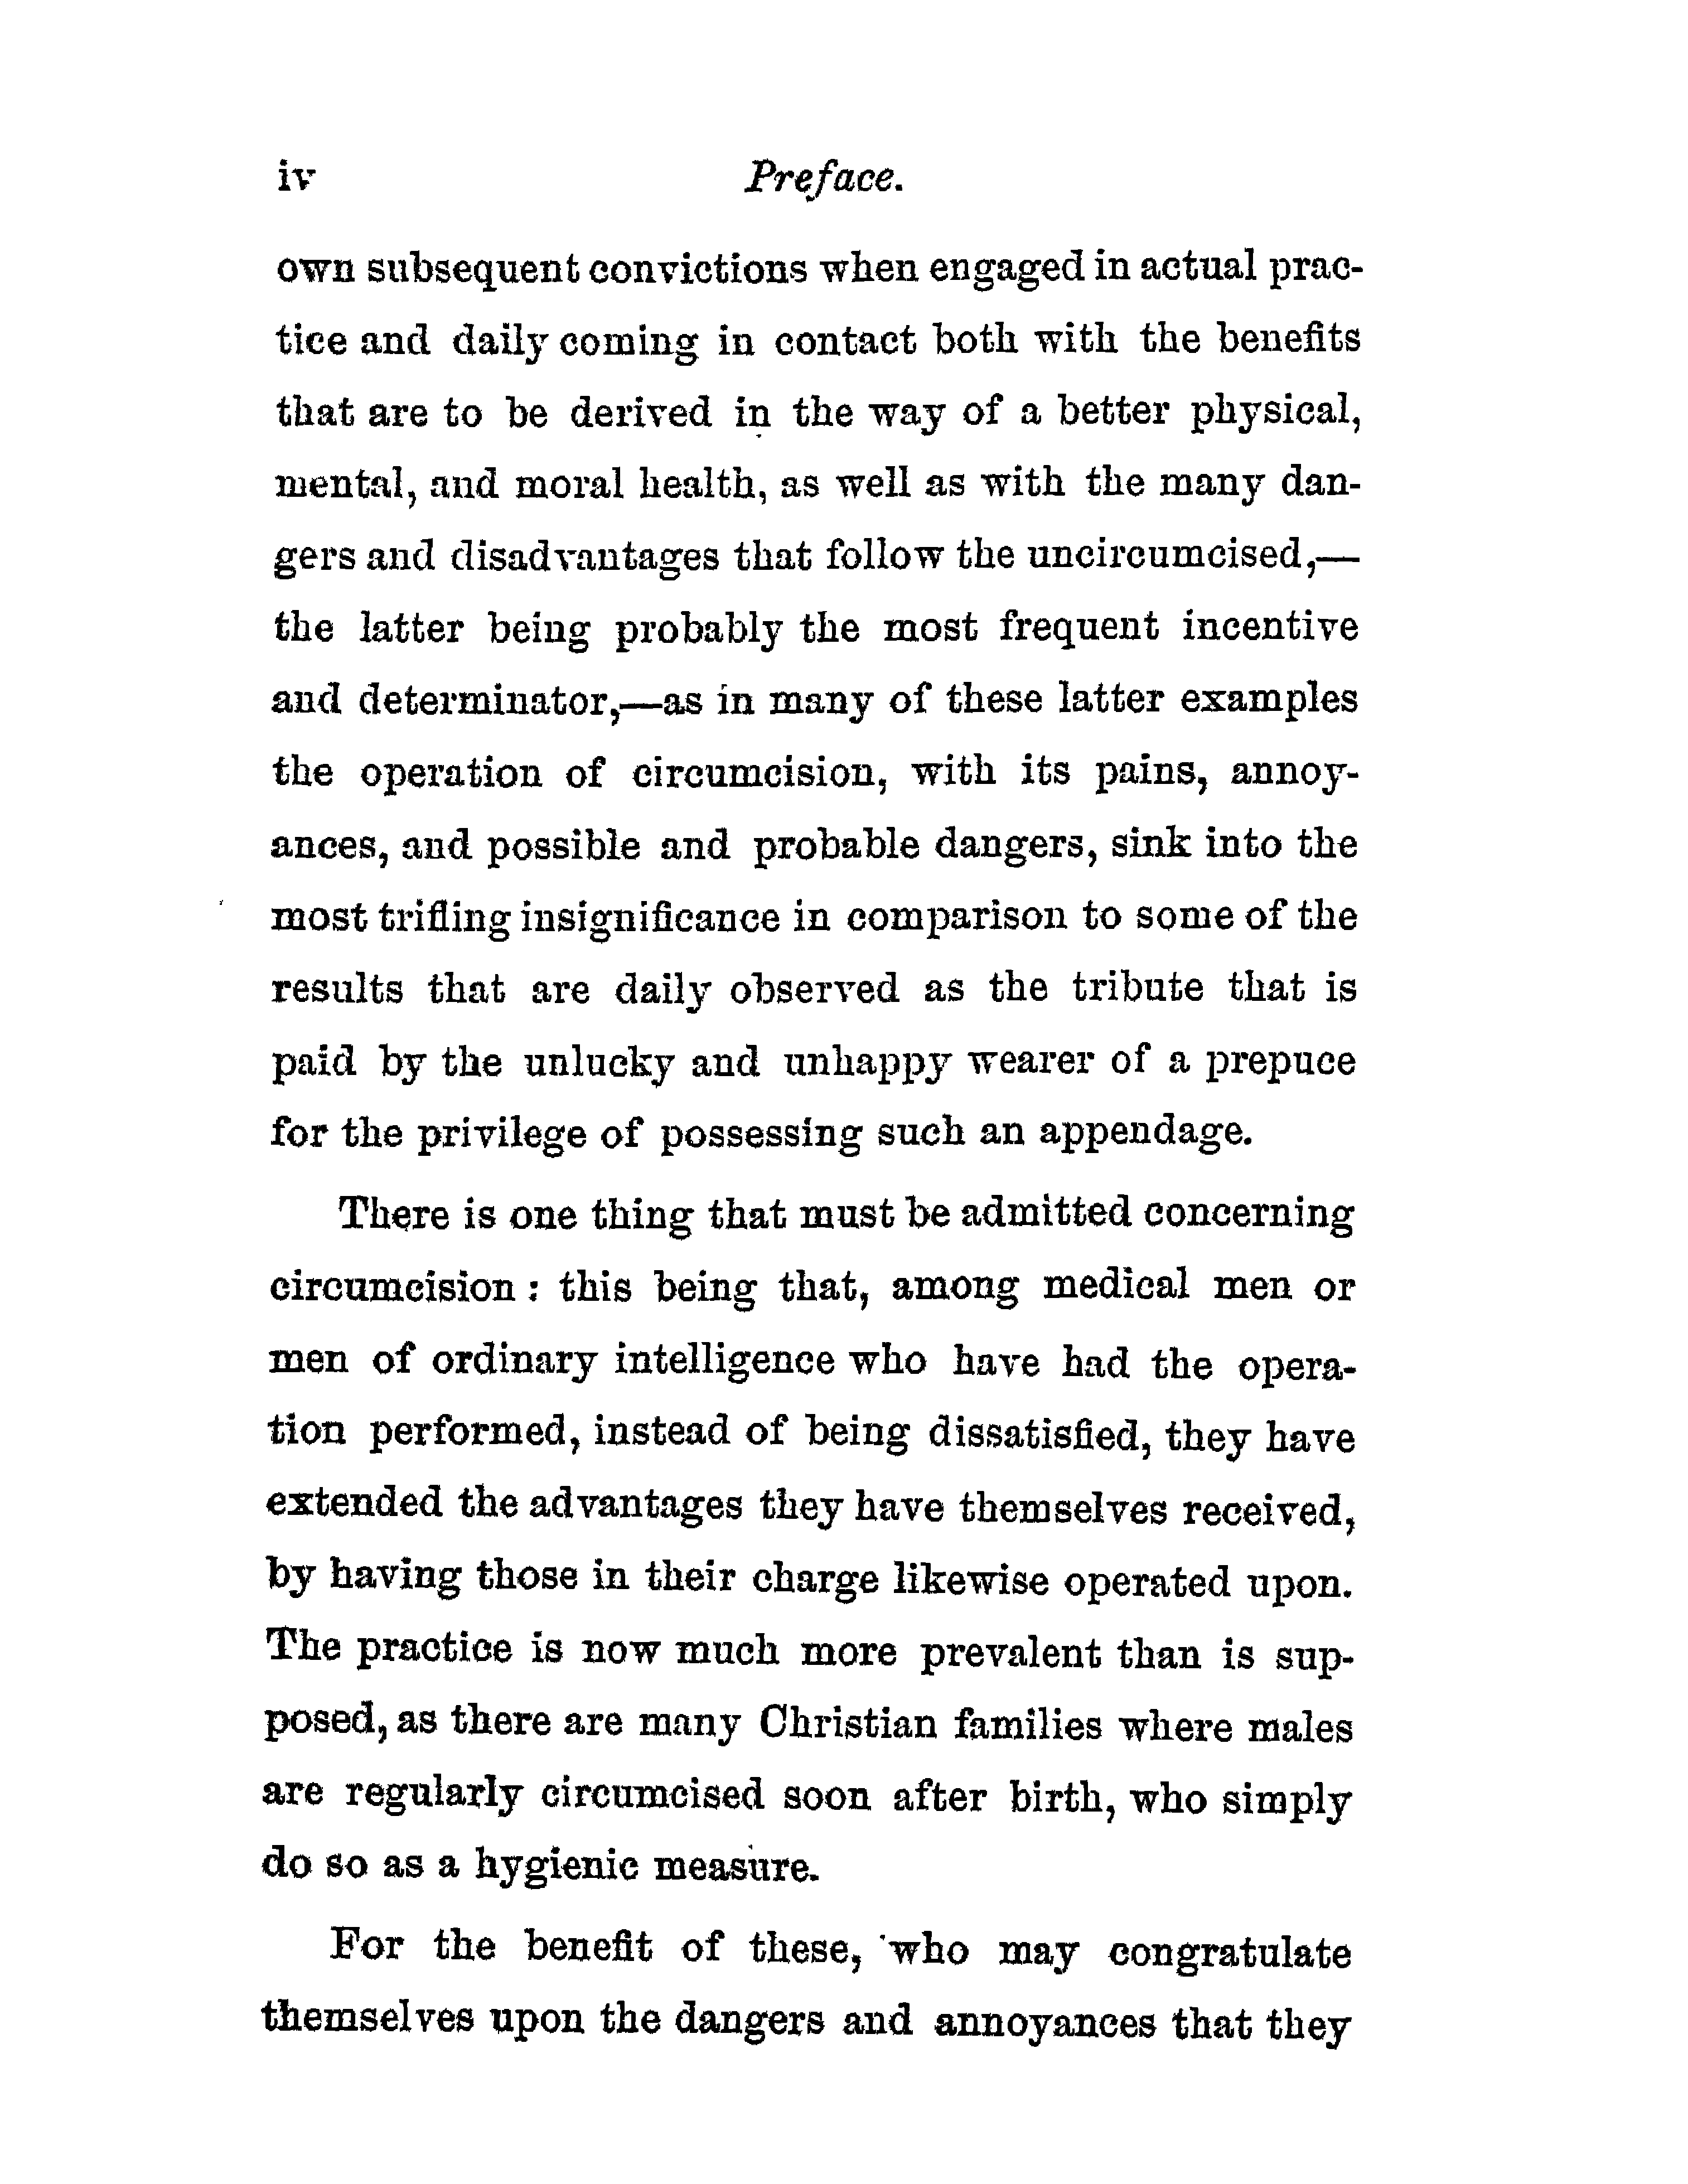 iv Preface.
own subsequent convictions when engaged in actual prac-
tice and daily coming in contact both with the benefits
that are to be derived in the way of a better physical,
mental, and moral health, as well as with the many dan-
gers and disadvantages that follow the uncircumcised,—
the latter being probably the most frequent incentive
and determinator,—as in many of these latter examples
the operation of circumcision, with its pains, annoy-
ances, and possible and probable dangers, sink into the
most trifling insignificance in comparison to some of the
results that are daily observed as the tribute that is
paid by the unlucky and unhappy wearer of a prepuce
for the privilege of possessing such an appendage.
There is one thing that must be admitted concerning
circumcision : this being that, among medical men or
men of ordinary intelligence who have had the opera-
tion performed, instead of being dissatisfied, they have
extended the advantages they have themselves received,
by having those in their charge likewise operated upon.
The practice is now much more prevalent than is sup-
posed, as there are many Christian families where males
are regularly circumcised soon after birth, who simply
do so as a hygienic measure.
For the benefit of these, who may congratulate
themselves upon the dangers and annoyances that they